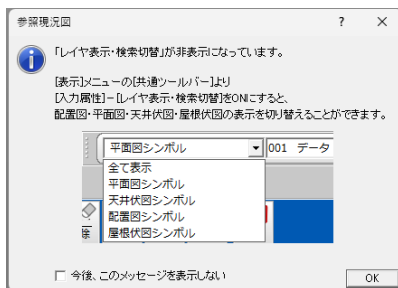 参照現況図
?
×
「レイヤ表示・検索切替」が非表示になっています。
[表示]メニューの[共通ツールバー]より
[入力属性]－[レイヤ表示・検索切替]をONにすると、
配置図・平面図・天井伏図・屋根伏図の表示を切り替えることができます。
平面図シンボル
001 データ
全て表示
平面図シンボル
天井伏図シンボル
配置図シンボル
屋根伏図シンボル
今後、このメッセージを表示しない
OK